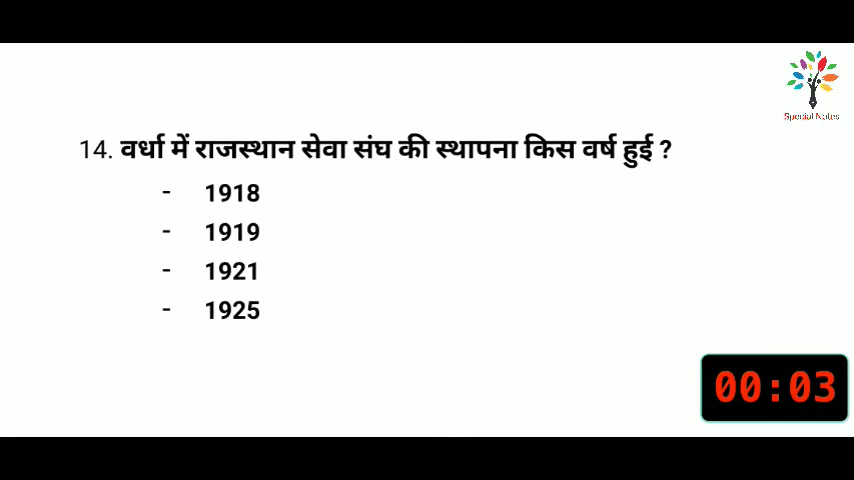 Special Notes
14. वर्धा में राजस्थान सेवा संघ की स्थापना किस वर्ष हुई ?
- 1918
- 1919
- 1921
- 1925
00:03